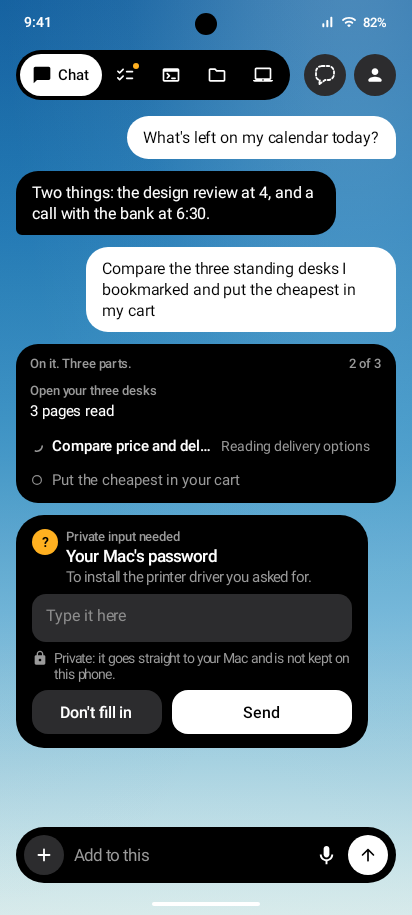 9:41
82%
Chat
What's left on my calendar today?
Two things: the design review at 4, and a
call with the bank at 6:30.
Compare the three standing desks I
bookmarked and put the cheapest in
my cart
On it. Three parts.
2 of 3
Open your three desks
3 pages read
Compare price and del...
Reading delivery options
Put the cheapest in your cart
?
Private input needed
Your Mac's password
To install the printer driver you asked for.
Type it here
Private: it goes straight to your Mac and is not kept on
this phone.
Don't fill in
Send
Add to this